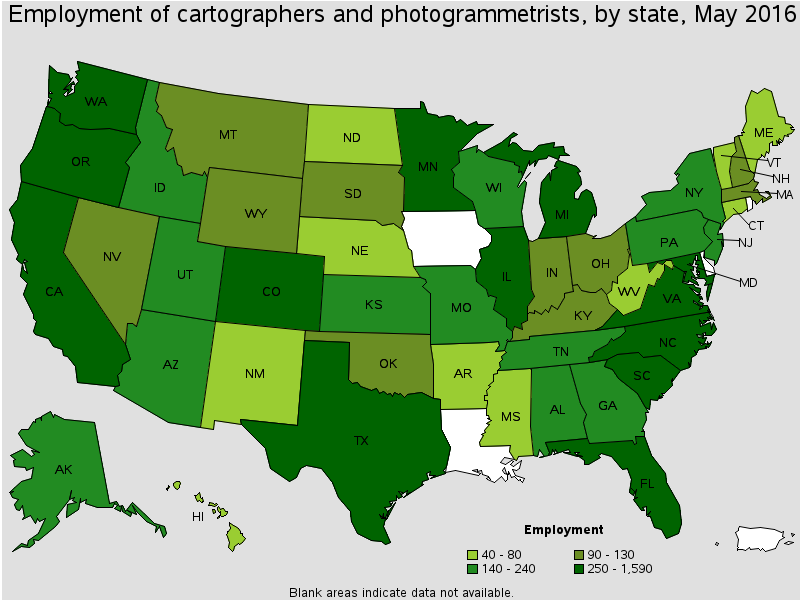 Employment of cartographers and photogrammetrists, by state, May 2016
WA
ME
MT
ND
OR
MN
VT
ID
WI
NH
SD
NY
MA
WY
MI
CT
NV
NE
IN
OH
PA
NJ
UT
IL
CA
CO
WV
MD
VA
KS
MO
KY
NC
AZ
OK
TN
NM
AR
SC
MS
AL
GA
TX
AK
FL
HI
Employment
40 - 80
90 - 130
140 - 240
250 - 1,590
Blank areas indicate data not available.